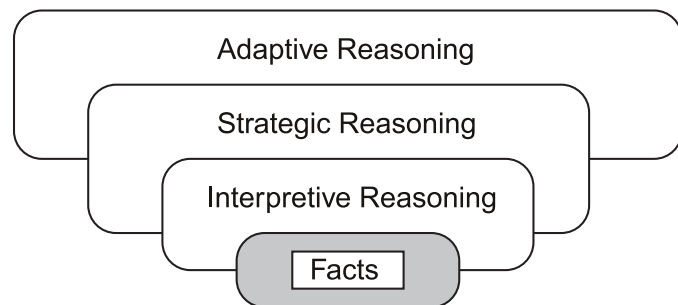 Adaptive Reasoning
Strategic Reasoning
Interpretive Reasoning
Facts